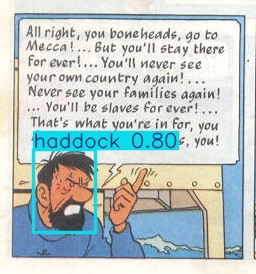 All right, you boneheads, go to
Mecca!... But you'll stay there
for ever!... You'll never see
your own country again!...
Never see your families again!
... You'll be slaves for ever!...
That's what you're in for, you
haddock 0.80 s, you!